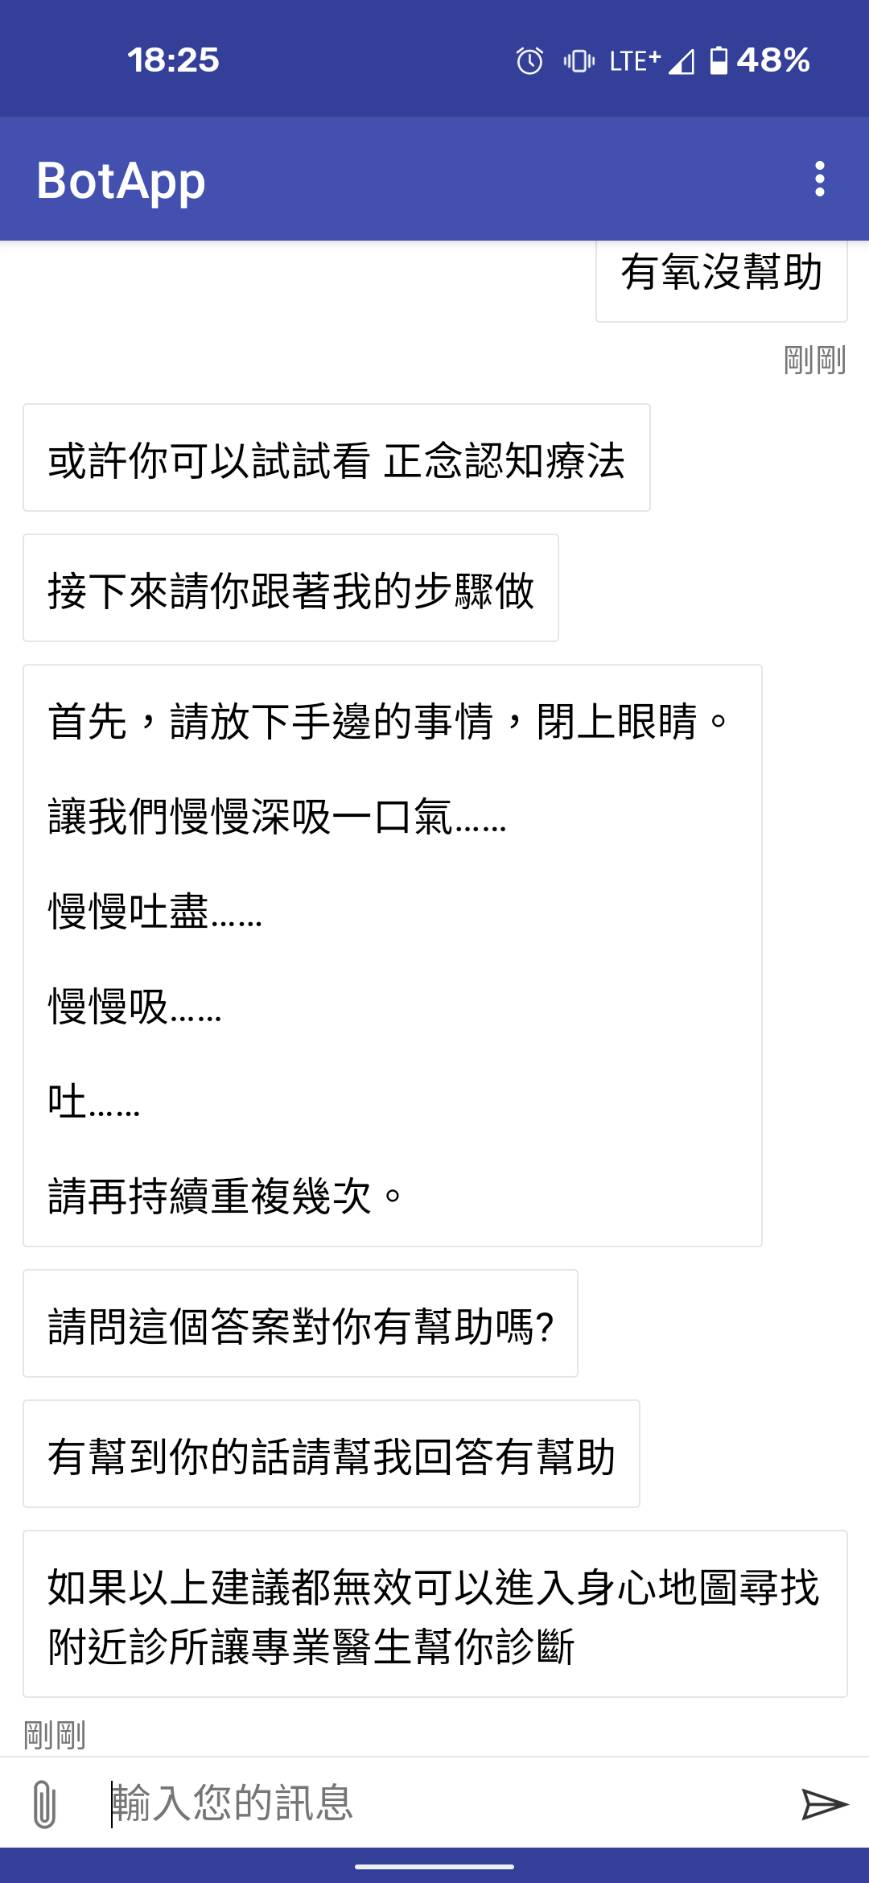 18:25
LTE+ 48%
BotApp
有氧沒幫助
剛剛
或許你可以試試看 正念認知療法
接下來請你跟著我的步驟做
首先，請放下手邊的事情，閉上眼睛。
讓我們慢慢深吸一口氣......
慢慢吐盡......
慢慢吸......
吐......
請再持續重複幾次。
請問這個答案對你有幫助嗎?
有幫到你的話請幫我回答有幫助
如果以上建議都無效可以進入身心地圖尋找
附近診所讓專業醫生幫你診斷
剛剛
輸入您的訊息